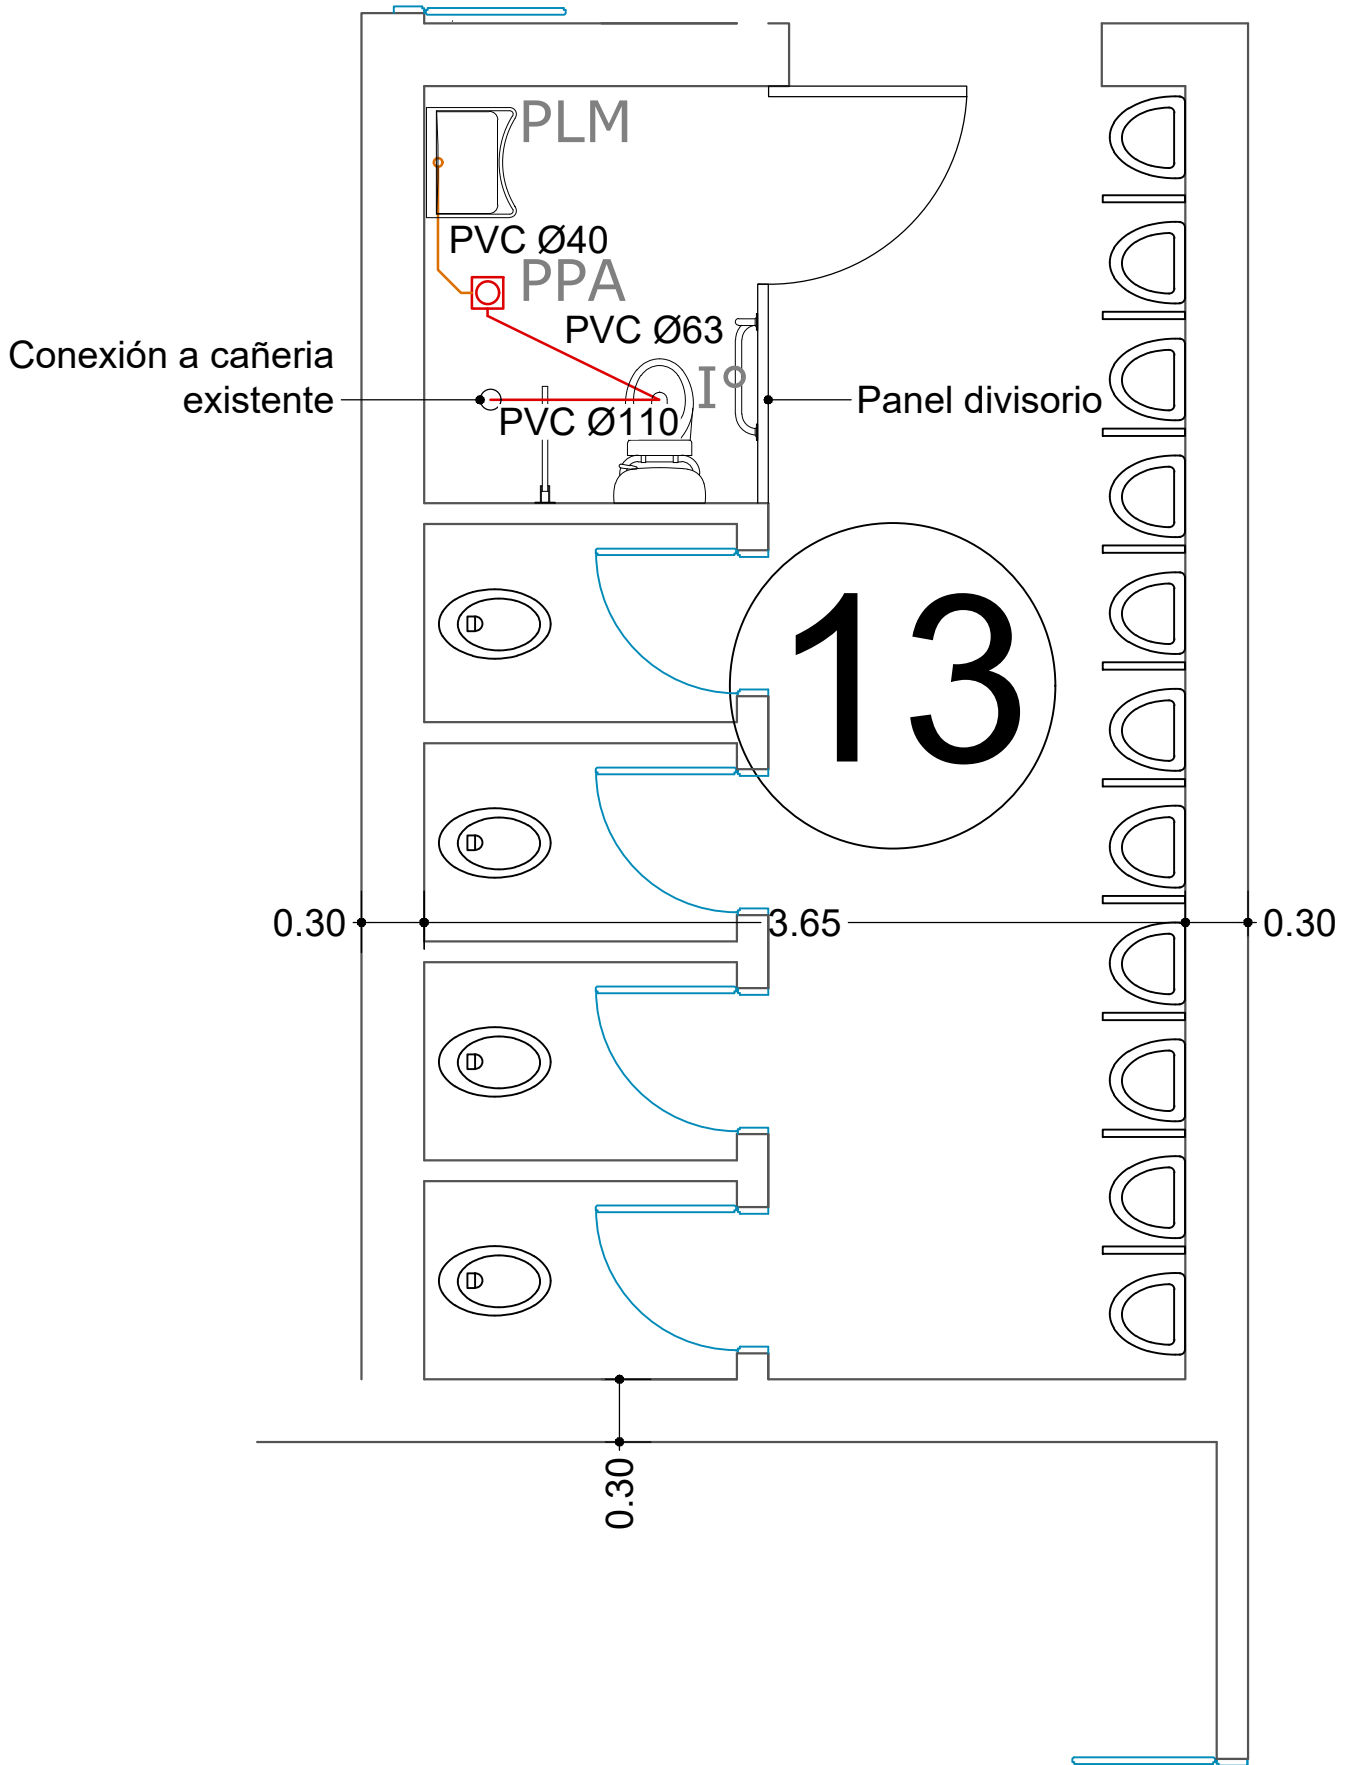 PLM
PVC Ø40
PPA
PVC Ø63
Conexión a cañeria
existente
I°
PVC Ø110
Panel divisorio
13
0.30
3.65
0.30
0.30